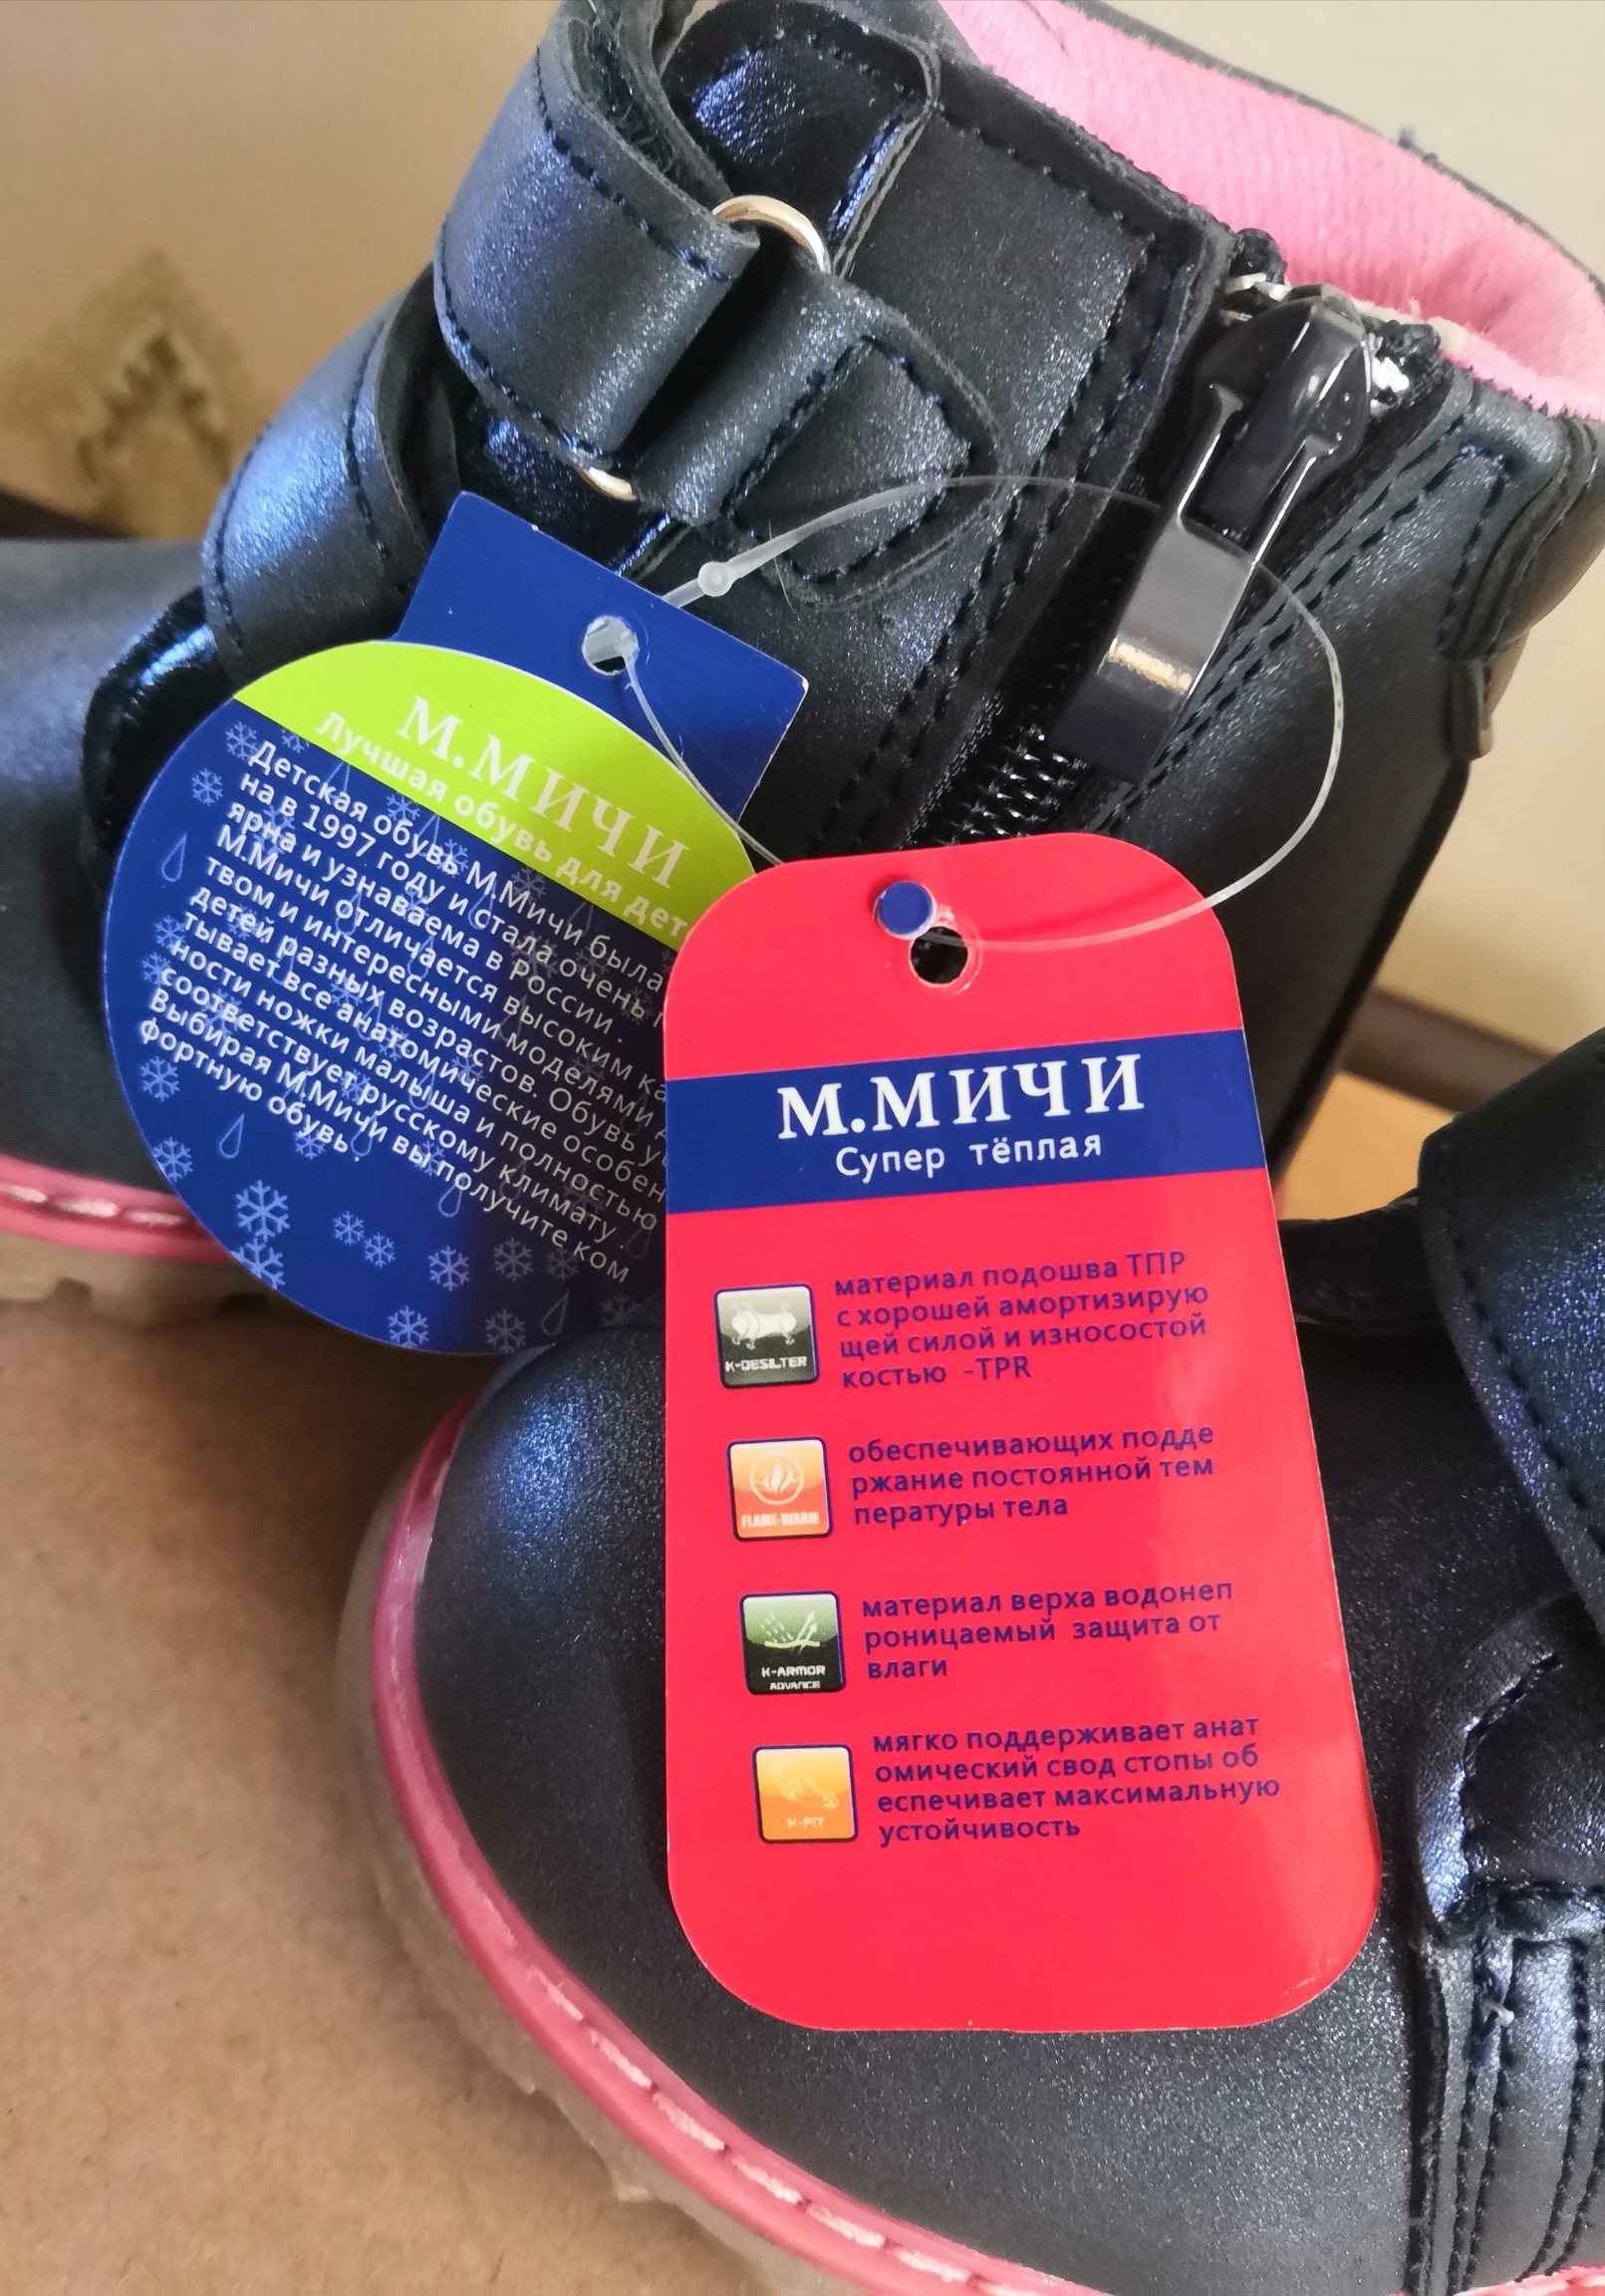 М.МИЧИ
Лучшая обувь для дет
Детская обувь М.Мичи была
на в 1997 году и стала очень
ярна и узнаваема в России .
М.Мичи отличается высоким ка
твом и интересными моделями
детей разных возрастов. Обувь у
тывает все анатомические особен
ности ножки малыша и полностью
соответствует русскому климату .
Выбирая М.Мичи вы получите ком
фортную обувь .
М.МИЧИ
Супер тёплая
материал подошва ТПР
с хорошей амортизирую
щей силой и износостой
костью -TPR
K-DESILTER
обеспечивающих подде
ржание постоянной тем
пературы тела
FLAME-WARM
материал верха водонеп
роницаемый защита от
влаги
K-ARMOR
ADVANCE
мягко поддерживает анат
омический свод стопы об
еспечивает максимальную
устойчивость
K-FIT